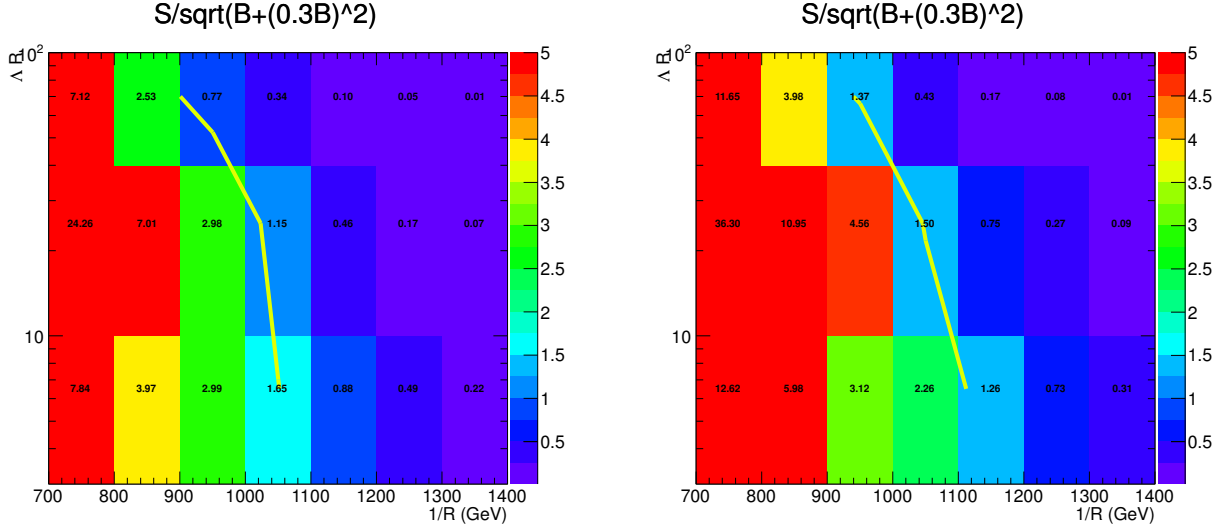 S/sqrt(B+(0.3B)^2)
Λ R
10²
7.12 2.53 0.77 0.34 0.10 0.05 0.01
24.26 7.01 2.98 1.15 0.46 0.17 0.07
10
7.84 3.97 2.99 1.65 0.88 0.49 0.22
700 800 900 1000 1100 1200 1300 1400
1/R (GeV)
5
4.5
4
3.5
3
2.5
2
1.5
1
0.5
S/sqrt(B+(0.3B)^2)
Λ R
10²
11.65 3.98 1.37 0.43 0.17 0.08 0.01
36.30 10.95 4.56 1.50 0.75 0.27 0.09
10
12.62 5.98 3.12 2.26 1.26 0.73 0.31
700 800 900 1000 1100 1200 1300 1400
1/R (GeV)
5
4.5
4
3.5
3
2.5
2
1.5
1
0.5